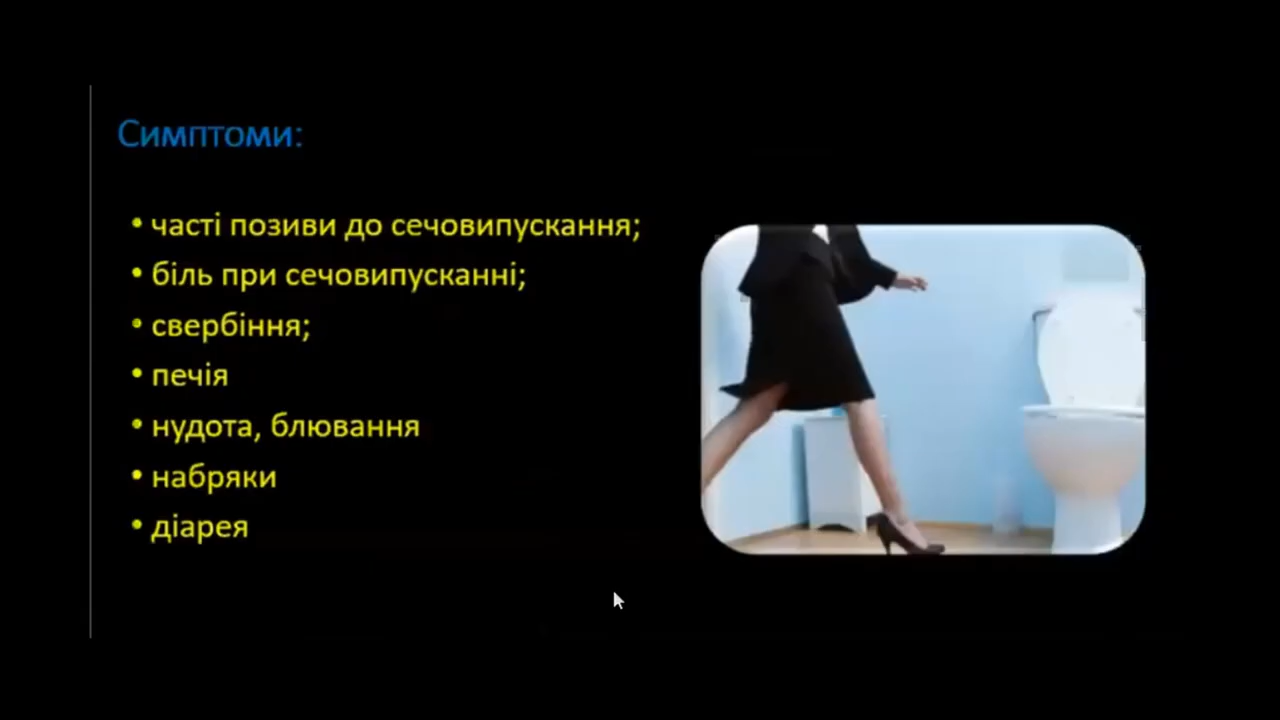 Симптоми:
• часті позиви до сечовипускання;
• біль при сечовипусканні;
• свербіння;
• печія
• нудота, блювання
• набряки
• діарея